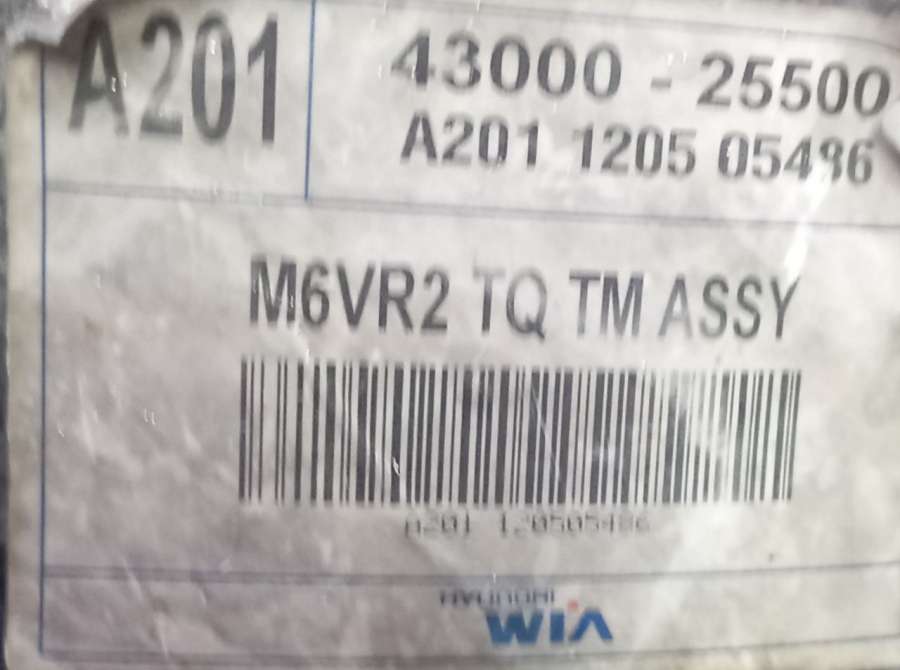 A201
43000 - 25500
A201 1205 05486
M6VR2 TQ TM ASSY
A201 120505486
HYUNDAI
WIA